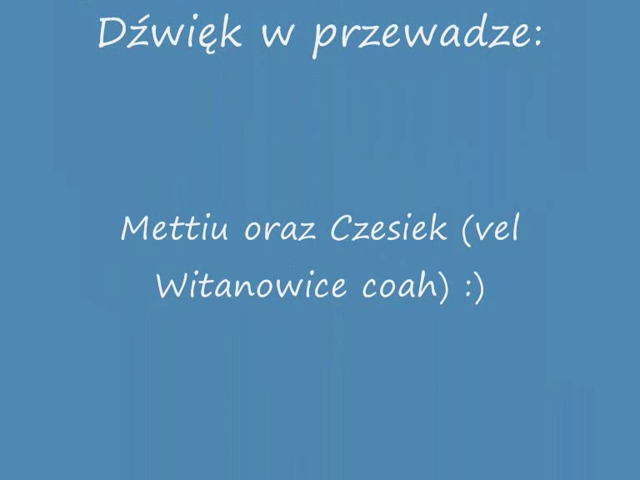 Dźwięk w przewadze:
Mettiu oraz Czesiek (vel
Witanowice coah) :)